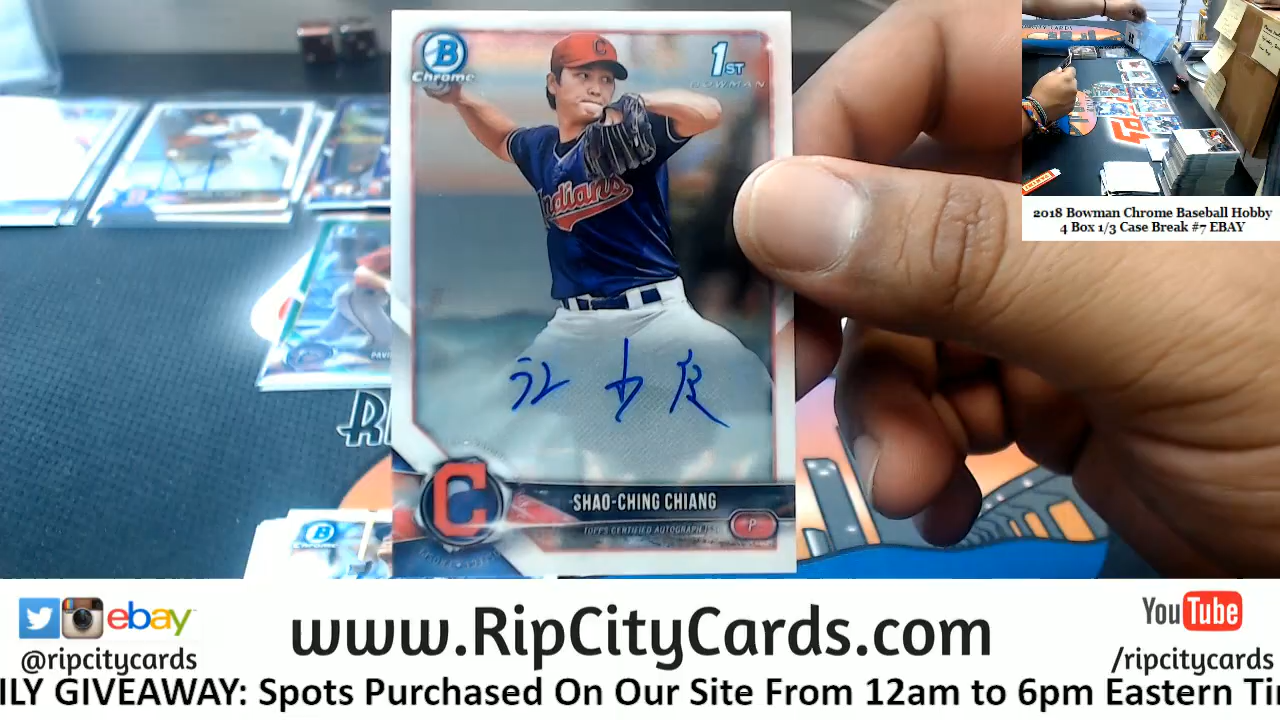 B
Chrome
1ST
BOWMAN
C
Indians
江少慶
C
SHAO-CHING CHIANG
TOPPS CERTIFIED AUTOGRAPH ISSUE
P
B
Chrome
2018 Bowman Chrome Baseball Hobby
4 Box 1/3 Case Break #7 EBAY
ebay
@ripcitycards
www.RipCityCards.com
YouTube
/ripcitycards
ILY GIVEAWAY: Spots Purchased On Our Site From 12am to 6pm Eastern Ti